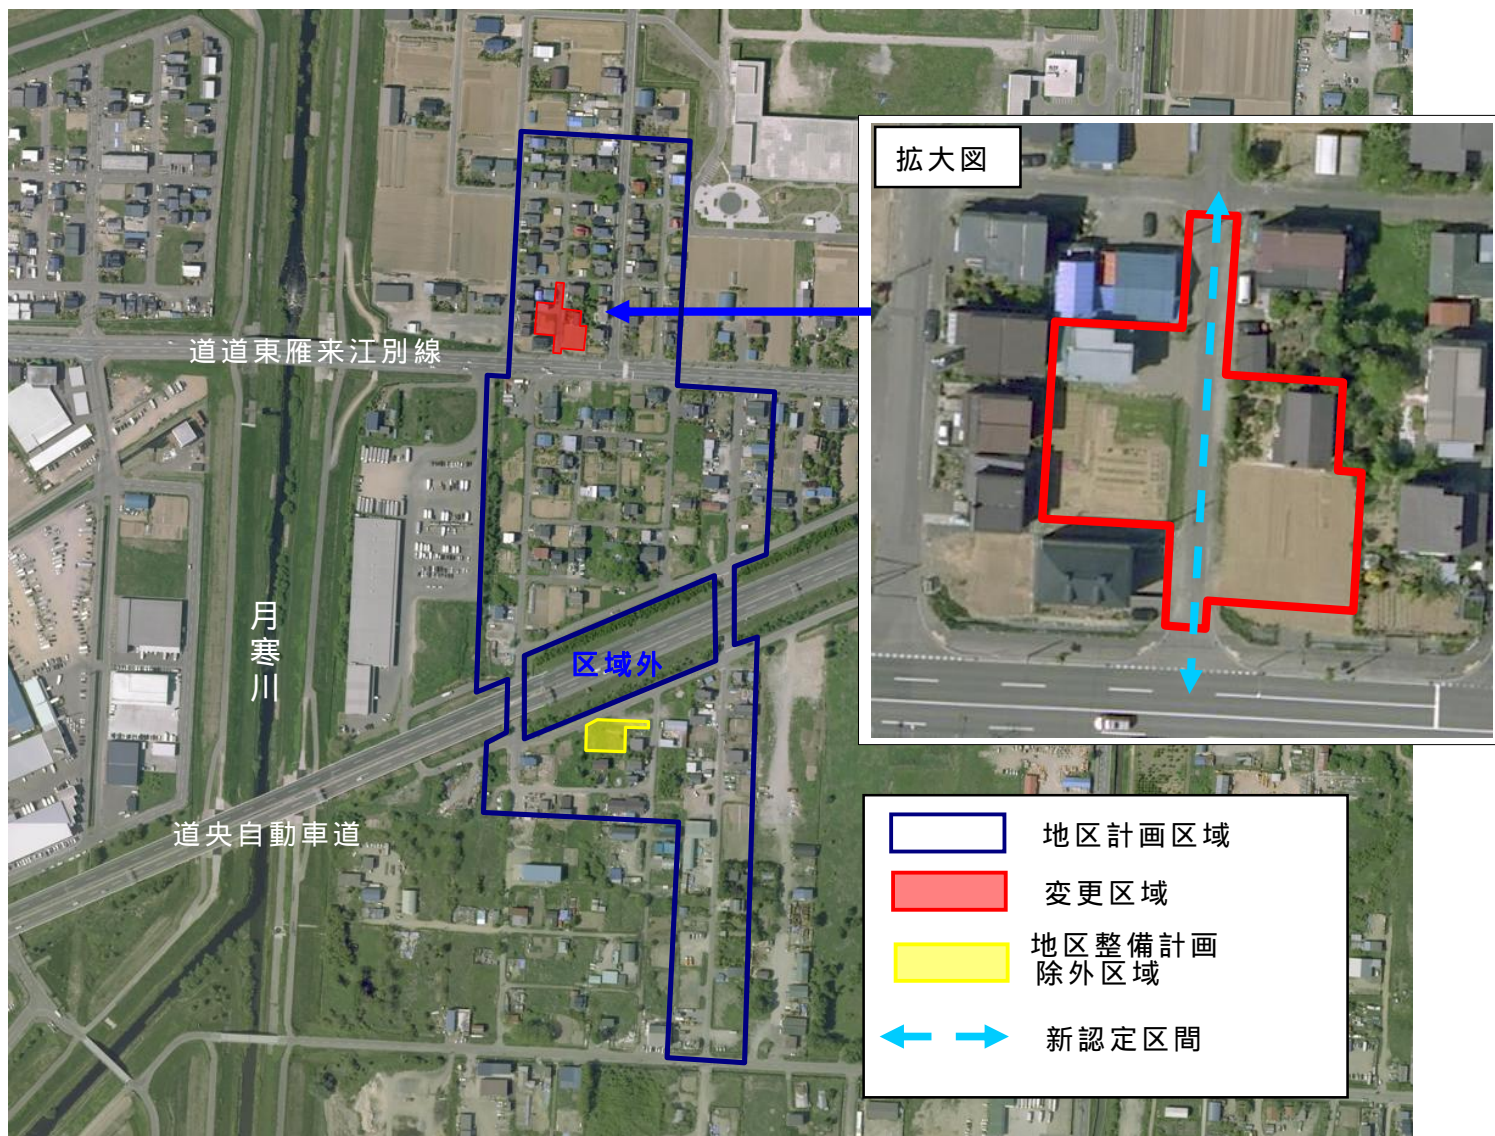 拡大図
道道東雁来江別線
月寒川
区域外
道央自動車道
地区計画区域
変更区域
地区整備計画
除外区域
新認定区間